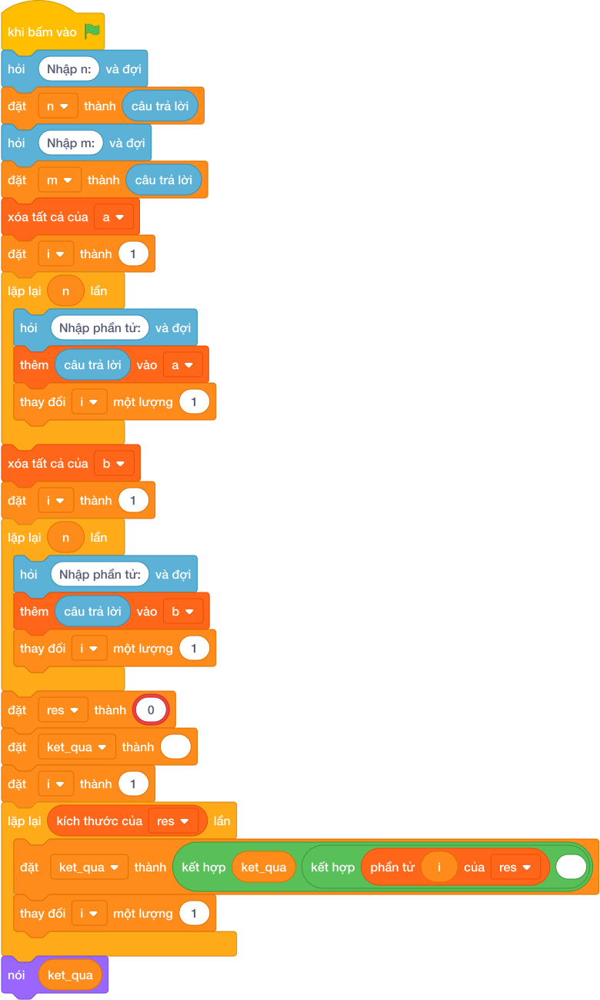 khi bấm vào
hỏi Nhập n: và đợi
đặt n thành câu trả lời
hỏi Nhập m: và đợi
đặt m thành câu trả lời
xóa tất cả của a
đặt i thành 1
lặp lại n lần
hỏi Nhập phần tử: và đợi
thêm câu trả lời vào a
thay đổi i một lượng 1
xóa tất cả của b
đặt i thành 1
lặp lại n lần
hỏi Nhập phần tử: và đợi
thêm câu trả lời vào b
thay đổi i một lượng 1
đặt res thành 0
đặt ket_qua thành
đặt i thành 1
lặp lại kích thước của res lần
đặt ket_qua thành kết hợp ket_qua kết hợp phần tử i của res
thay đổi i một lượng 1
nói ket_qua